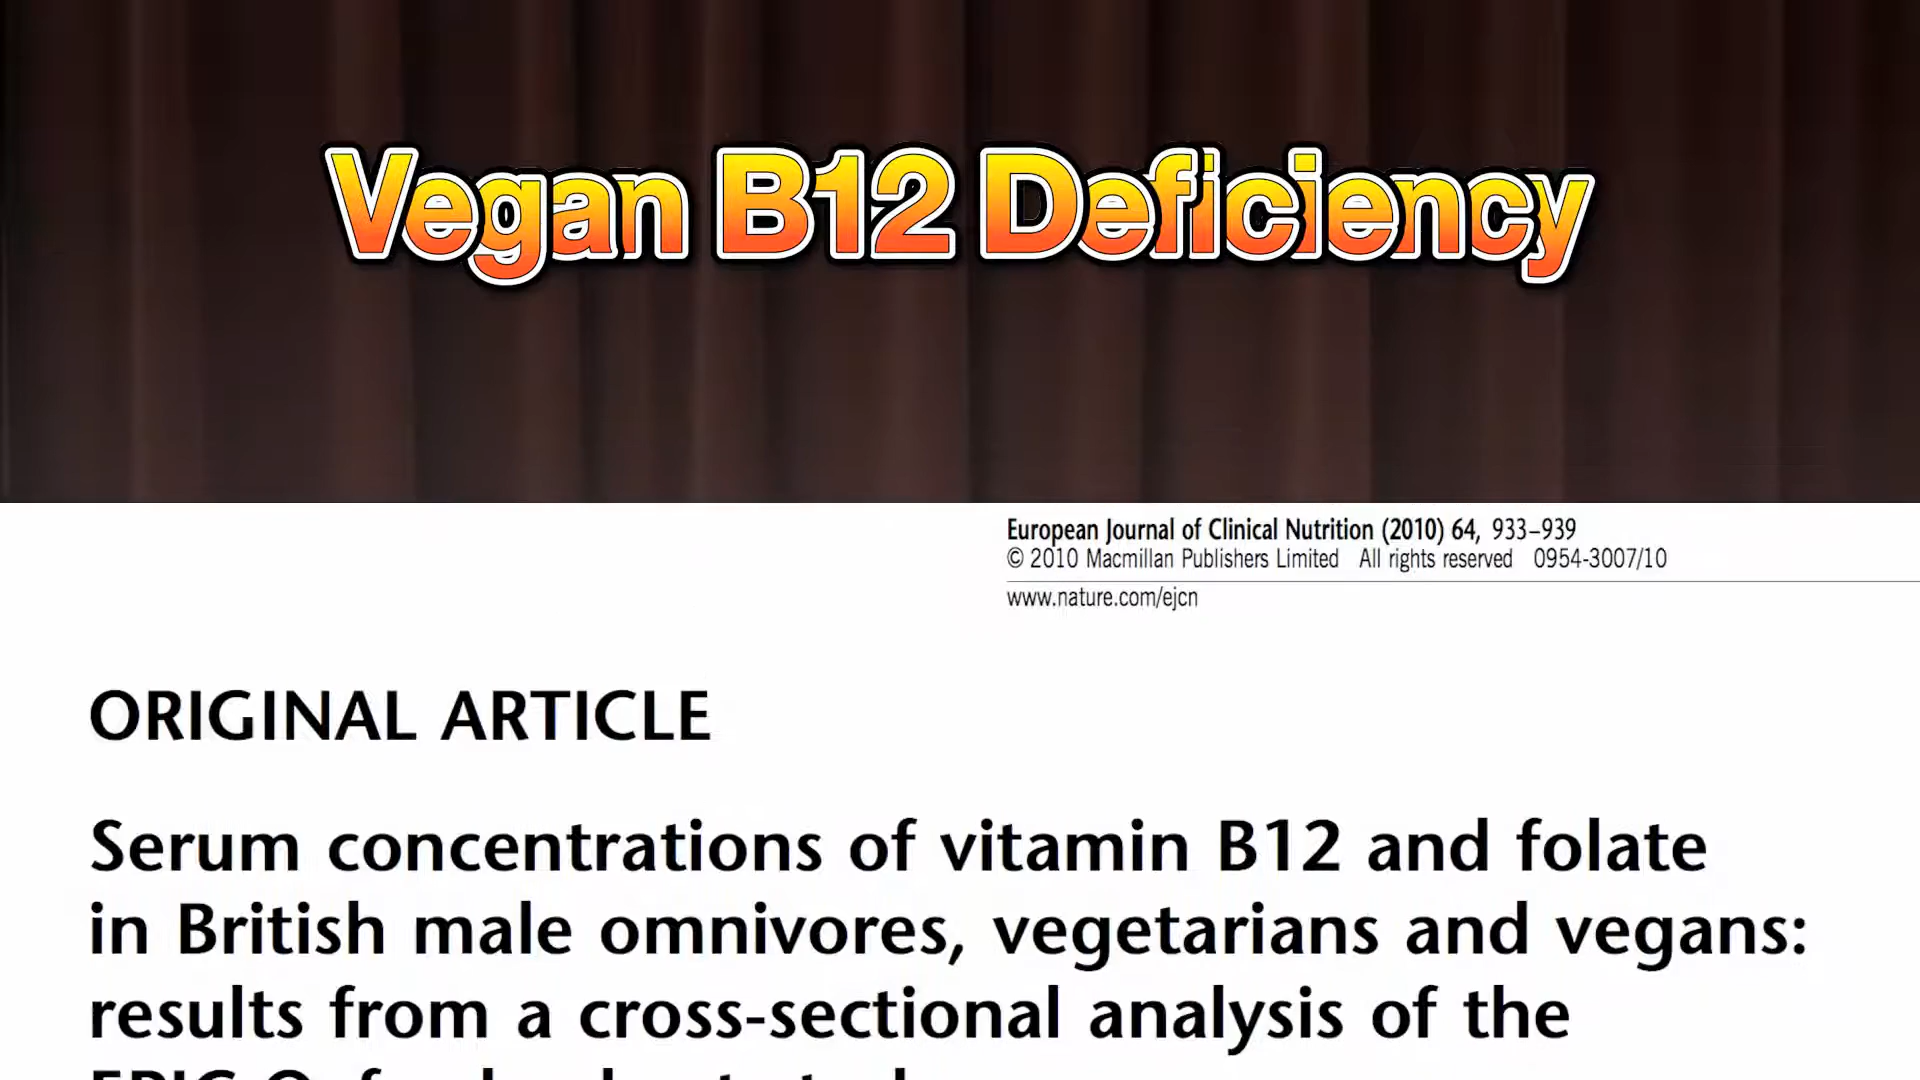 Vegan B12 Deficiency
European Journal of Clinical Nutrition (2010) 64, 933–939
© 2010 Macmillan Publishers Limited All rights reserved 0954-3007/10
www.nature.com/ejcn
ORIGINAL ARTICLE
Serum concentrations of vitamin B12 and folate
in British male omnivores, vegetarians and vegans:
results from a cross-sectional analysis of the